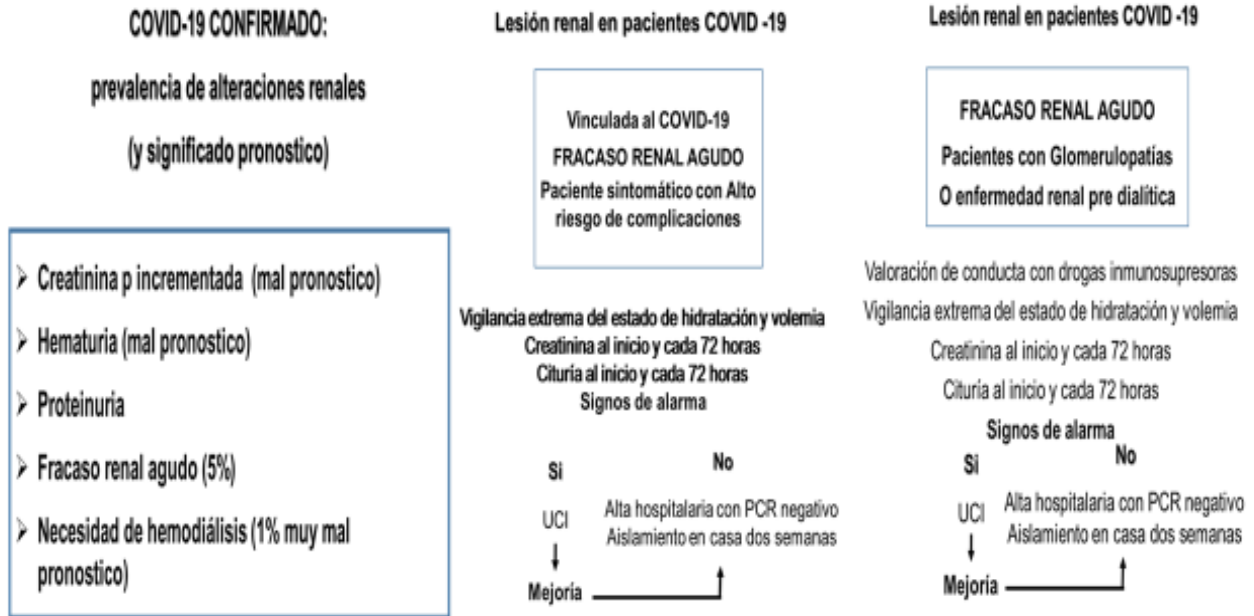 COVID-19 CONFIRMADO:
prevalencia de alteraciones renales
(y significado pronostico)
➢ Creatinina p incrementada (mal pronostico)
➢ Hematuria (mal pronostico)
➢ Proteinuria
➢ Fracaso renal agudo (5%)
➢ Necesidad de hemodiálisis (1% muy mal
pronostico)
Lesión renal en pacientes COVID -19
Vinculada al COVID-19
FRACASO RENAL AGUDO
Paciente sintomático con Alto
riesgo de complicaciones
Vigilancia extrema del estado de hidratación y volemia
Creatinina al inicio y cada 72 horas
Cituria al inicio y cada 72 horas
Signos de alarma
Si
No
UCI
Alta hospitalaria con PCR negativo
Aislamiento en casa dos semanas
Mejoría
Lesión renal en pacientes COVID -19
FRACASO RENAL AGUDO
Pacientes con Glomerulopatías
O enfermedad renal pre dialítica
Valoración de conducta con drogas inmunosupresoras
Vigilancia extrema del estado de hidratación y volemia
Creatinina al inicio y cada 72 horas
Cituria al inicio y cada 72 horas
Signos de alarma
Si
No
UCI
Alta hospitalaria con PCR negativo
Aislamiento en casa dos semanas
Mejoría